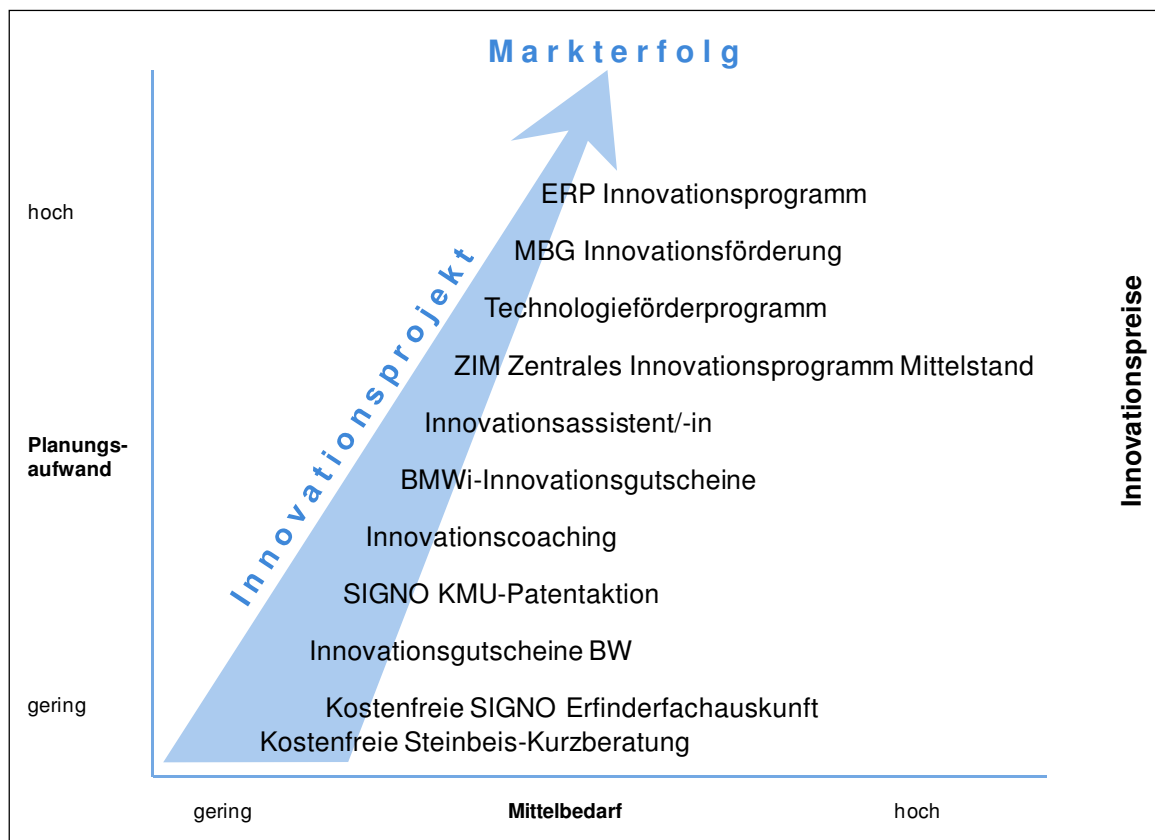 Markterfolg
hoch
ERP Innovationsprogramm
MBG Innovationsförderung
Technologieförderprogramm
ZIM Zentrales Innovationsprogramm Mittelstand
Innovationsassistent/-in
Planungs-
aufwand
BMWi-Innovationsgutscheine
Innovationscoaching
SIGNO KMU-Patentaktion
Innovationsgutscheine BW
gering
Kostenfreie SIGNO Erfinderfachauskunft
Kostenfreie Steinbeis-Kurzberatung
Innovationsprojekt
Innovationspreise
gering
Mittelbedarf
hoch